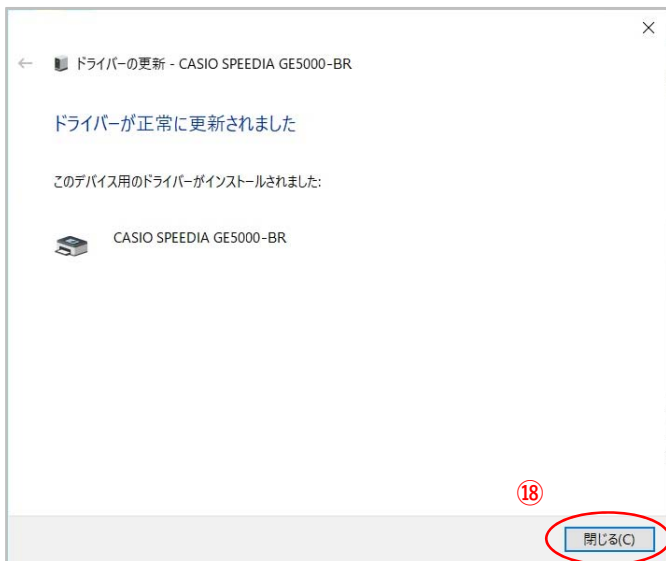 ドライバーの更新 - CASIO SPEEDIA GE5000-BR
ドライバーが正常に更新されました
このデバイス用のドライバーがインストールされました:
CASIO SPEEDIA GE5000-BR
⑱
閉じる(C)